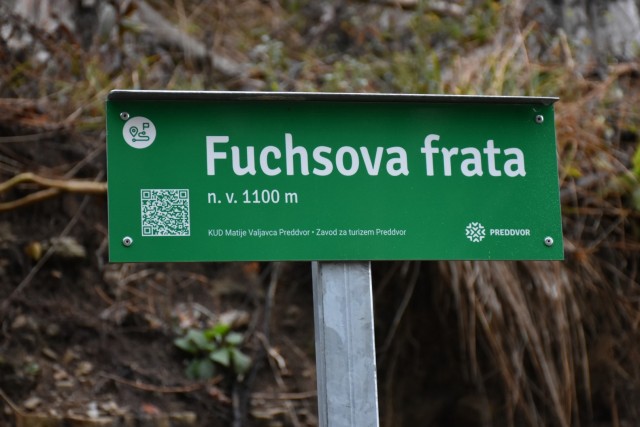 Fuchsova frata
n. v. 1100 m
KUD Matije Valjavca Preddvor • Zavod za turizem Preddvor
PREDDVOR